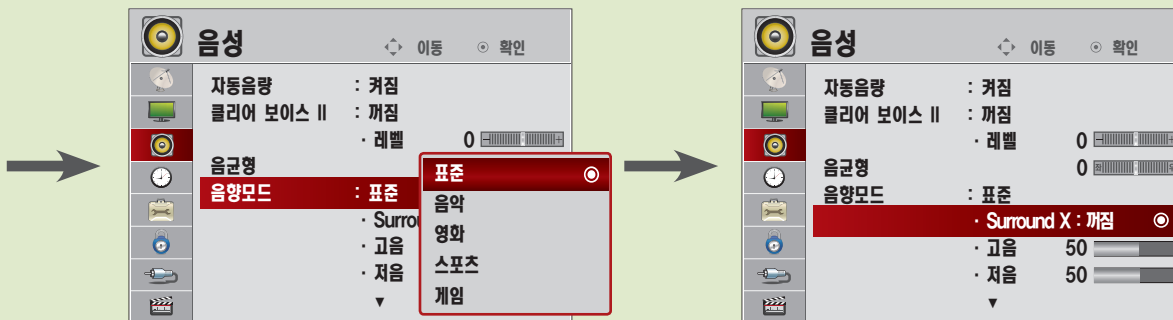 음성 이동 확인
자동음량 : 켜짐
클리어 보이스 II : 꺼짐
· 레벨 0 - +
음균형
음향모드 : 표준
· Surrou
· 고음
· 저음
▼
표준
음악
영화
스포츠
게임
음성 이동 확인
자동음량 : 켜짐
클리어 보이스 II : 꺼짐
· 레벨 0 -
음균형 0
음향모드 : 표준
· Surround X : 꺼짐
· 고음 50
· 저음 50
▼